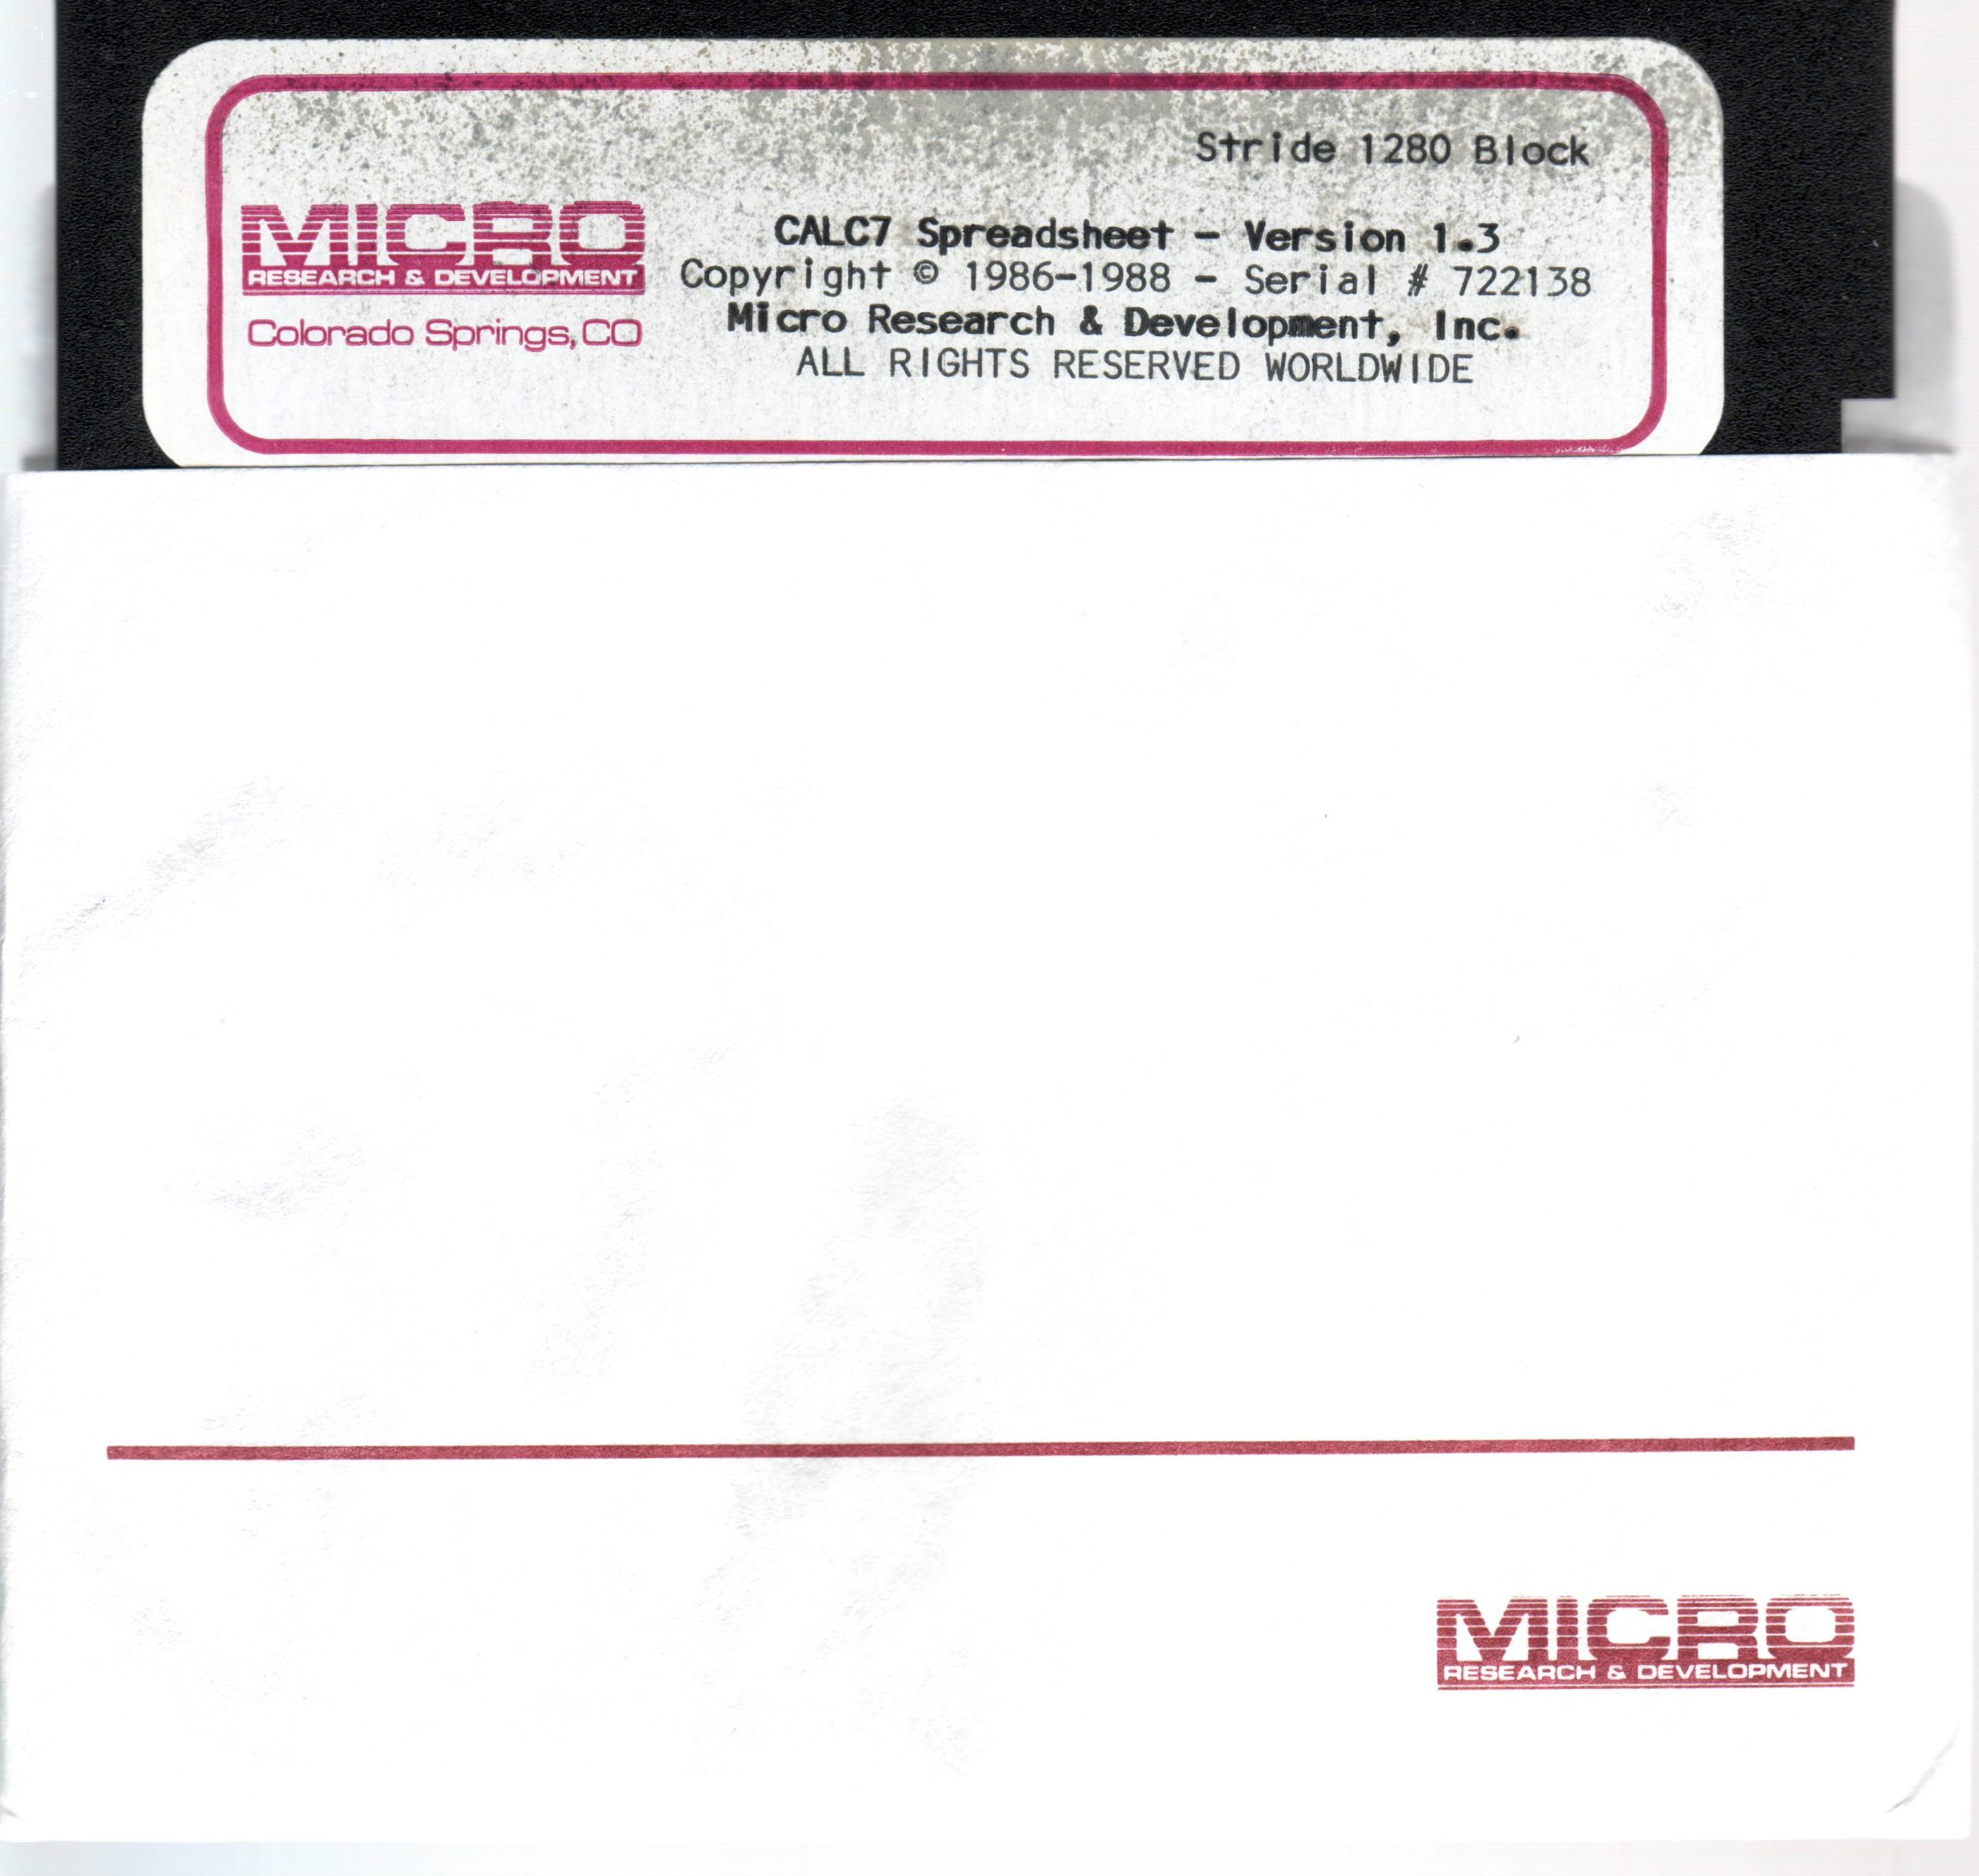 Stride 1280 Block
MICRO
RESEARCH & DEVELOPMENT
Colorado Springs, CO
CALC7 Spreadsheet - Version 1.3
Copyright © 1986-1988 - Serial # 722138
Micro Research & Development, Inc.
ALL RIGHTS RESERVED WORLDWIDE
MICRO
RESEARCH & DEVELOPMENT